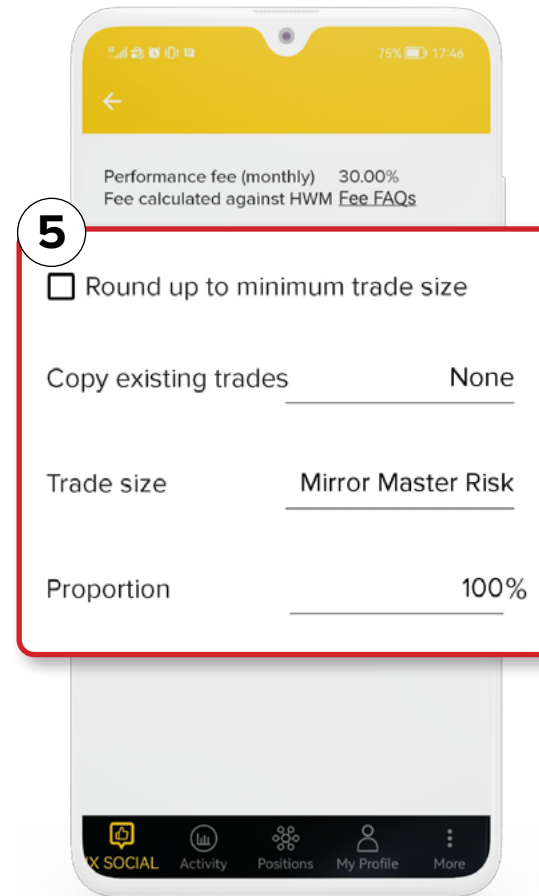 75% 17:46
Performance fee (monthly) 30.00%
Fee calculated against HWM Fee FAQs
5
Round up to minimum trade size
Copy existing trades None
Trade size Mirror Master Risk
Proportion 100%
X SOCIAL Activity Positions My Profile More